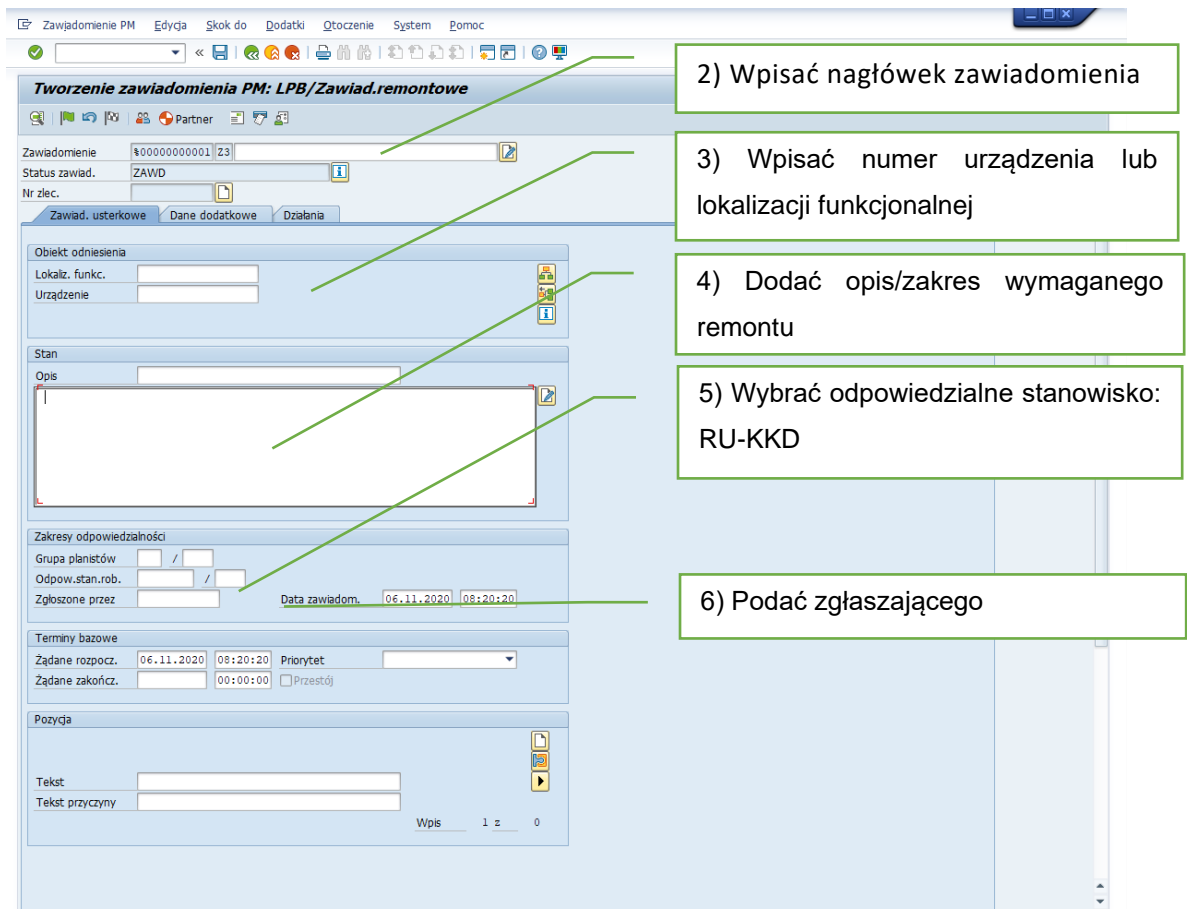 Zawiadomienie PM Edycja Skok do Dodatki Otoczenie System Pomoc
Tworzenie zawiadomienia PM: LPB/Zawiad.remontowe
Partner
Zawiadomienie %00000000001 Z3
Status zawiad. ZAWD
Nr zlec.
Zawiad. usterkowe Dane dodatkowe Działania
Obiekt odniesienia
Lokaliz. funkc.
Urządzenie
Stan
Opis
Zakresy odpowiedzialności
Grupa planistów /
Odpow.stan.rob. /
Zgłoszone przez Data zawiadom. 06.11.2020 08:20:20
Terminy bazowe
Żądane rozpocz. 06.11.2020 08:20:20 Priorytet
Żądane zakończ. 00:00:00 Przestój
Pozycja
Tekst
Tekst przyczyny
Wpis 1 z 0
2) Wpisać nagłówek zawiadomienia
3) Wpisać numer urządzenia lub
lokalizacji funkcjonalnej
4) Dodać opis/zakres wymaganego
remontu
5) Wybrać odpowiedzialne stanowisko:
RU-KKD
6) Podać zgłaszającego